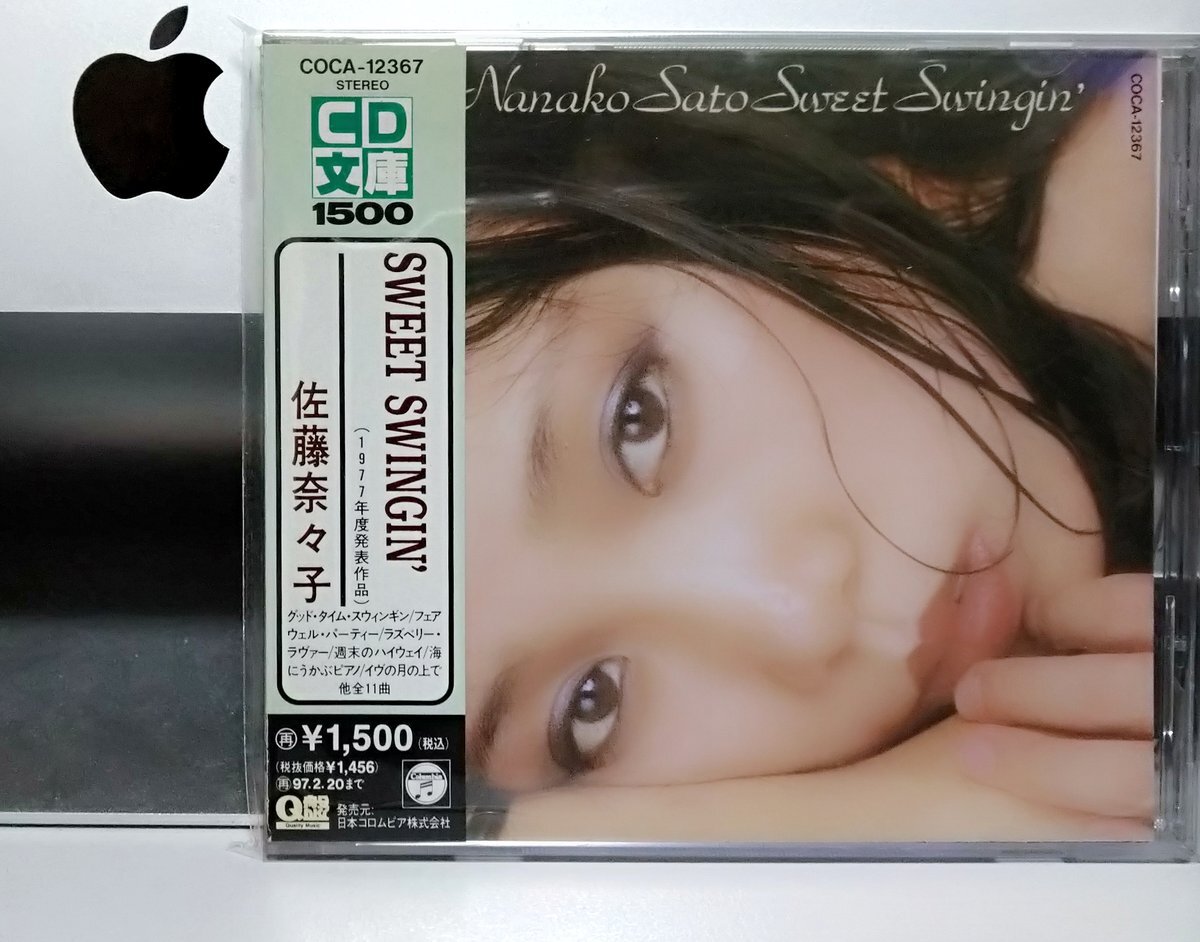 COCA-12367
STEREO
CD
文庫
1500
SWEET SWINGIN'
(1977年度発表作品)
佐藤奈々子
グッド・タイム・スウィンギン/フェア
ウェル・パーティー/ラズベリー・
ラヴァー/週末のハイウェイ/海
にうかぶピアノ/イヴの月の上で
他全11曲
再¥1,500(税込)
(税抜価格¥1,456)
再97.2.20まで
Columbia
Q盤
Quality Music
発売元:
日本コロムビア株式会社
Nanako Sato Sweet Swingin'
COCA-12367